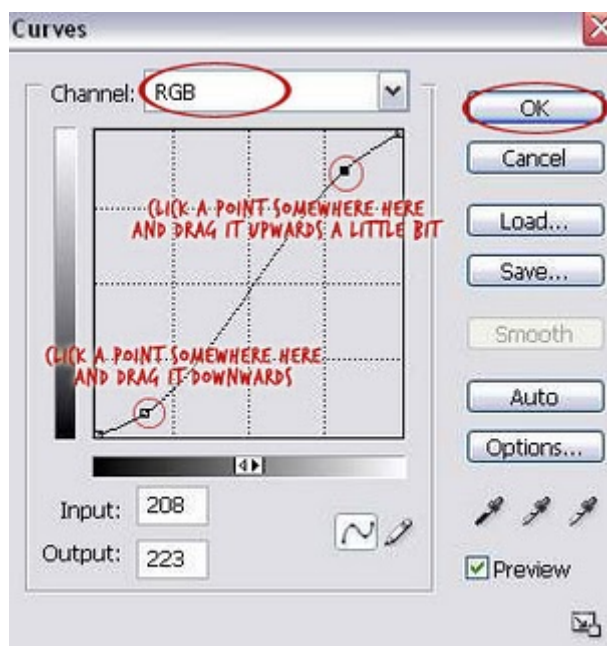 Curves
Channel: RGB
OK
Cancel
CLICK A POINT SOMEWHERE HERE
AND DRAG IT UPWARDS A LITTLE BIT
Load...
Save...
Smooth
CLICK A POINT SOMEWHERE HERE
AND DRAG IT DOWNWARDS
Auto
Options...
Input: 208
Output: 223
Preview